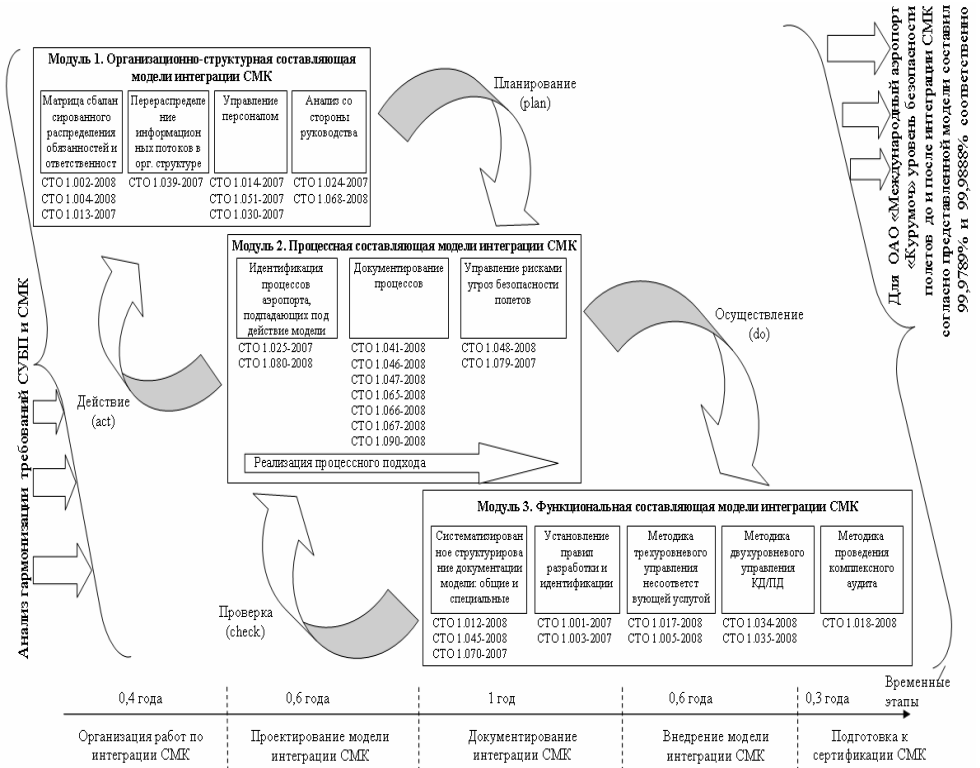 Анализ гармонизации требований СУБП и СМК
Модуль 1. Организационно-структурная составляющая
модели интеграции СМК
Матрица сбалан
сированного
распределения
обязанностей и
ответственност
СТО 1.002-2008
СТО 1.004-2008
СТО 1.013-2007
Перераспределе
ние
информацион
ных потоков в
орг. структуре
СТО 1.039-2007
Управление
персоналом
СТО 1.014-2007
СТО 1.051-2007
СТО 1.030-2007
Анализ со
стороны
руководства
СТО 1.024-2007
СТО 1.068-2008
Планирование
(plan)
Модуль 2. Процессная составляющая модели интеграции СМК
Идентификация
процессов
аэропорта,
подпадающих под
действие модели
СТО 1.025-2007
СТО 1.080-2008
Документирование
процессов
СТО 1.041-2008
СТО 1.046-2008
СТО 1.047-2008
СТО 1.065-2008
СТО 1.066-2008
СТО 1.067-2008
СТО 1.090-2008
Управление рисками
угроз безопасности
полетов
СТО 1.048-2008
СТО 1.079-2007
Реализация процессного подхода
Осуществление
(do)
Действие
(act)
Модуль 3. Функциональная составляющая модели интеграции СМК
Систематизирован
ное структурирова
ние документации
модели: общие и
специальные
СТО 1.012-2008
СТО 1.045-2008
СТО 1.070-2007
Установление
правил
разработки и
идентификации
СТО 1.001-2007
СТО 1.003-2007
Методика
трехуровневого
управления
несоответст
вующей услугой
СТО 1.017-2008
СТО 1.005-2008
Методика
двухуровневого
управления
КД/ПД
СТО 1.034-2008
СТО 1.035-2008
Методика
проведения
комплексного
аудита
СТО 1.018-2008
Проверка
(check)
Для ОАО «Международный аэропорт
«Курумоч» уровень безопасности
полетов до и после интеграции СМК
согласно представленной модели составил
99,9789% и 99,9888% соответственно
0,4 года
0,6 года
1 год
0,6 года
0,3 года
Временные
этапы
Организация работ по
интеграции СМК
Проектирование модели
интеграции СМК
Документирование
интеграции СМК
Внедрение модели
интеграции СМК
Подготовка к
сертификации СМК